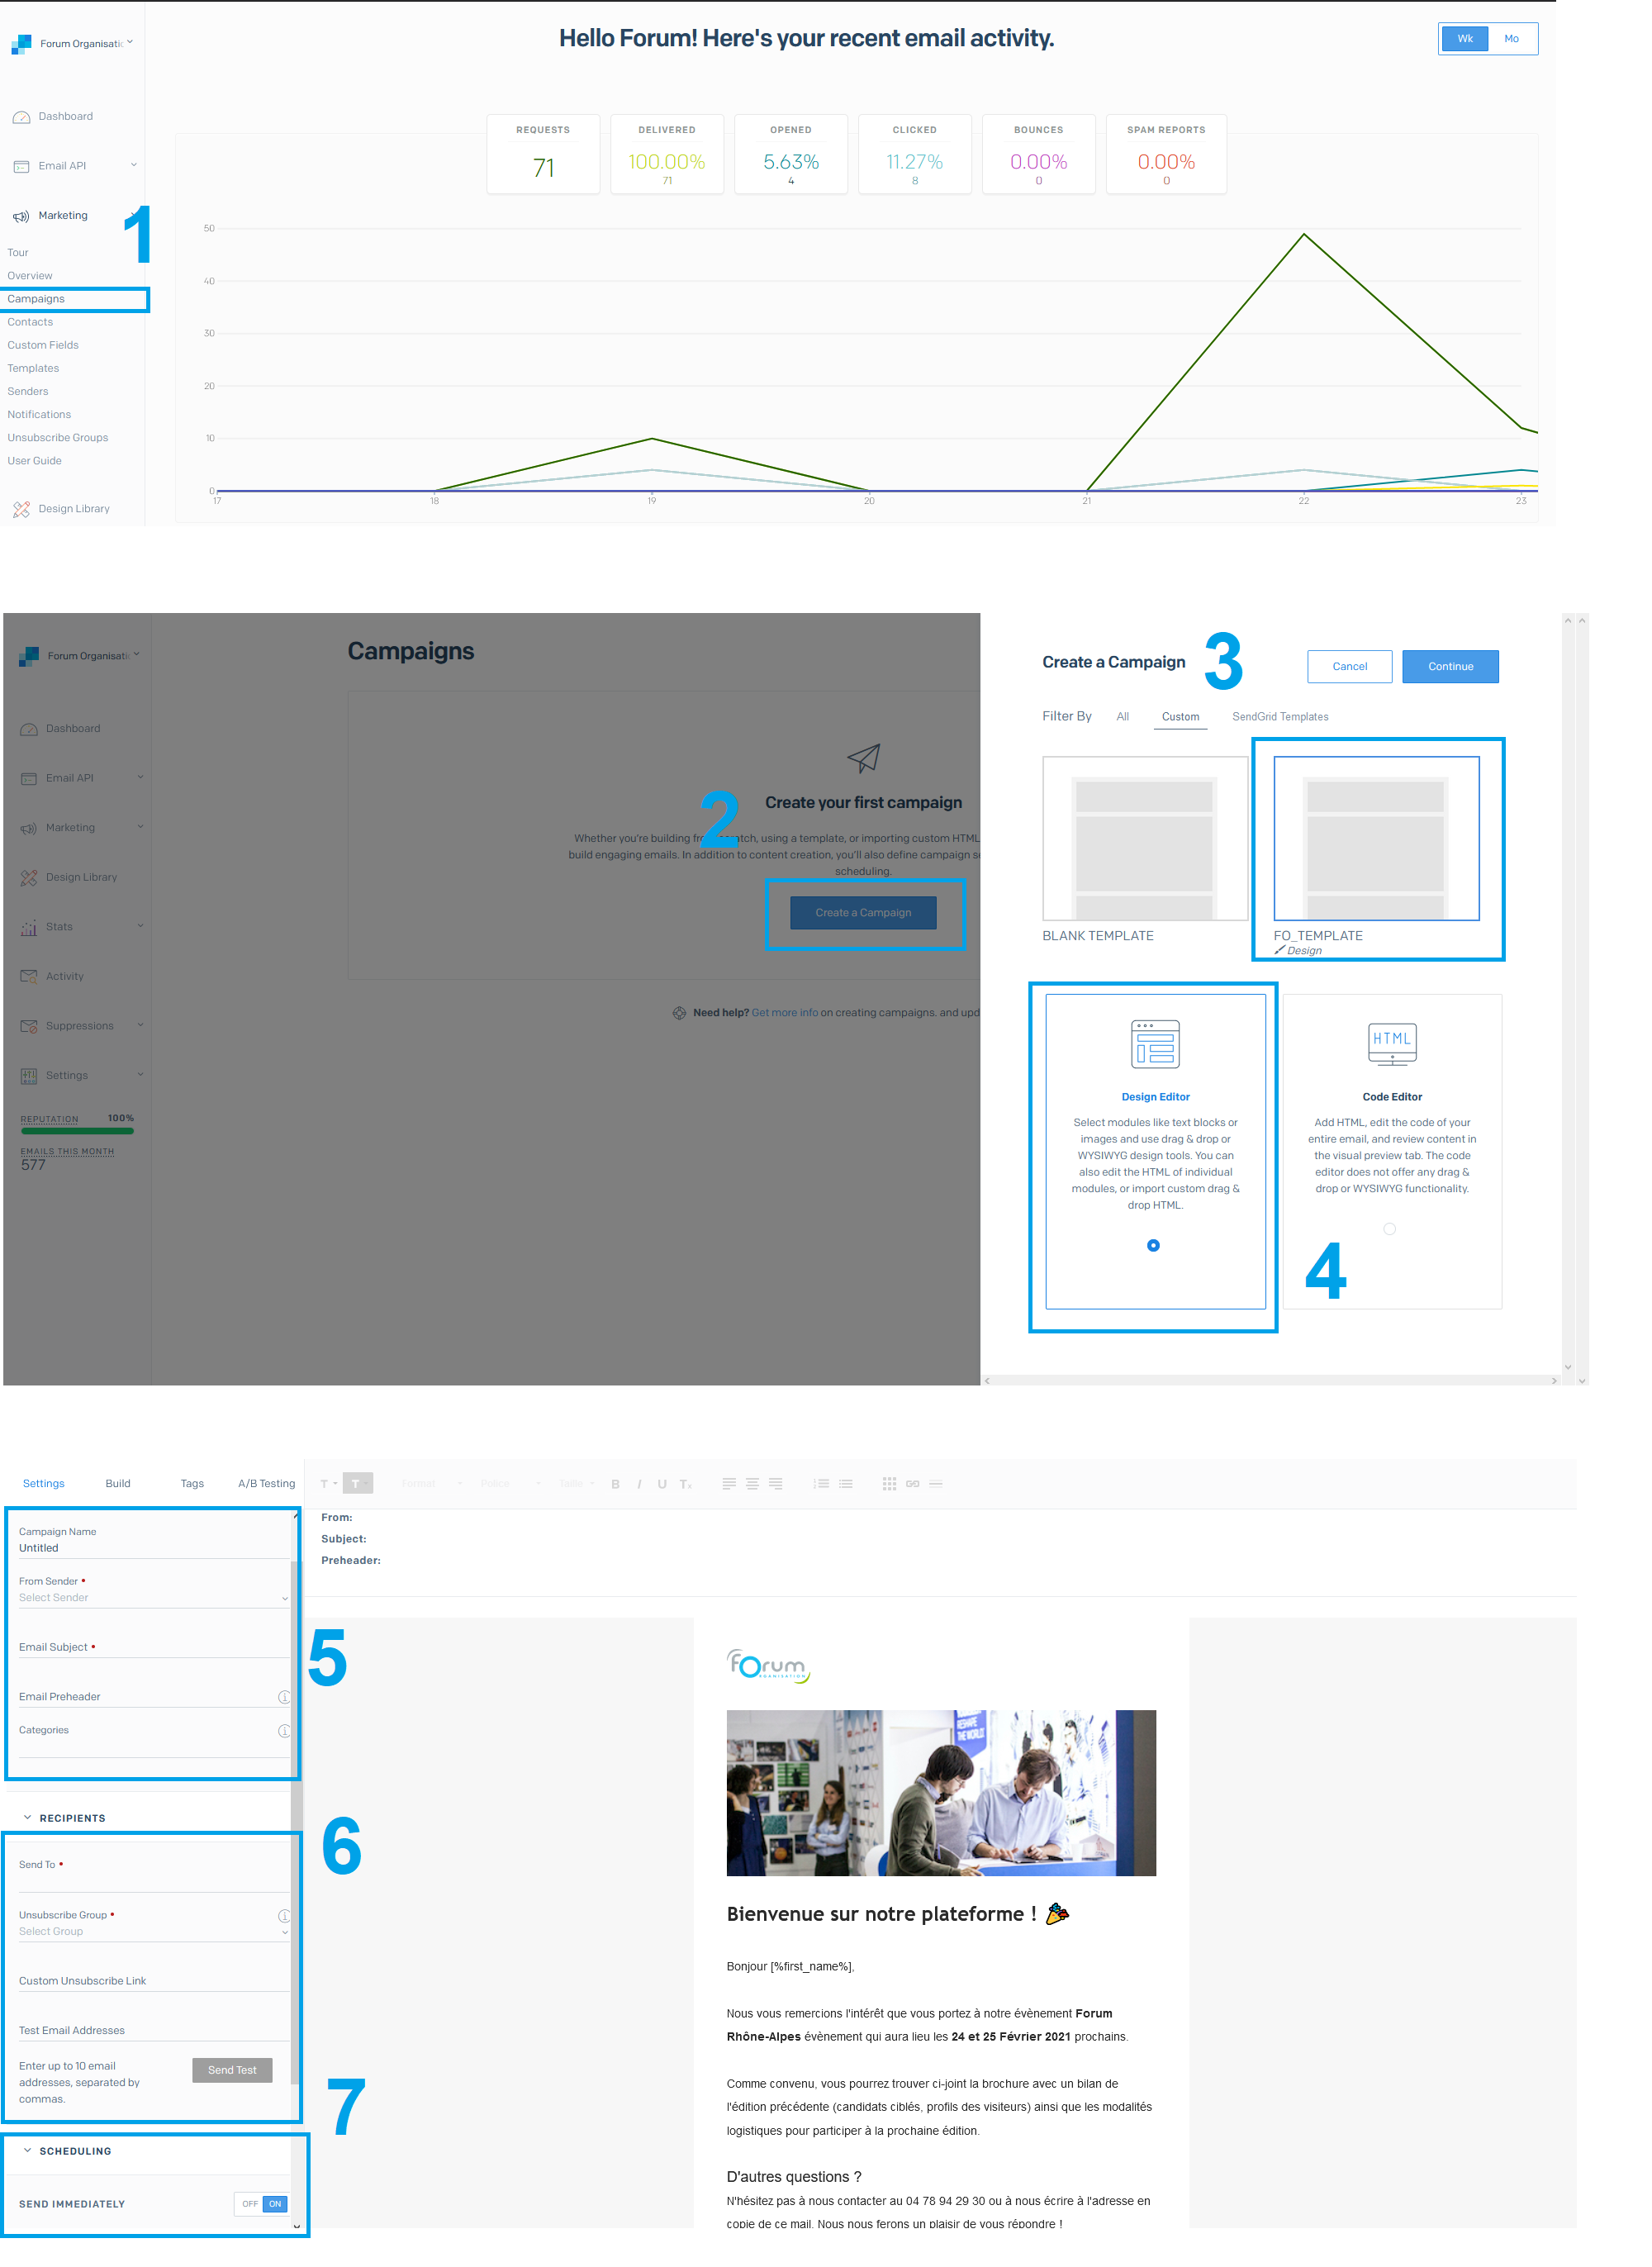 Forum Organisatic
Hello Forum! Here's your recent email activity.
Wk Mo
Dashboard
Email API
Marketing
1
Tour
Overview
Campaigns
Contacts
Custom Fields
Templates
Senders
Notifications
Unsubscribe Groups
User Guide
Design Library
REQUESTS
71
DELIVERED
100.00%
71
OPENED
5.63%
4
CLICKED
11.27%
8
BOUNCES
0.00%
0
SPAM REPORTS
0.00%
0
50
40
30
20
10
0
17 18 19 20 21 22 23
Forum Organisatic
Dashboard
Email API
Marketing
Design Library
Stats
Activity
Suppressions
Settings
REPUTATION 100%
EMAILS THIS MONTH
577
Campaigns
2
Create your first campaign
Whether you're building from scratch, using a template, or importing custom HTML
build engaging emails. In addition to content creation, you'll also define campaign se
scheduling.
Create a Campaign
Need help? Get more info on creating campaigns. and upd
Create a Campaign
3
Cancel Continue
Filter By All Custom SendGrid Templates
BLANK TEMPLATE
FO_TEMPLATE
Design
Design Editor
Select modules like text blocks or
images and use drag & drop or
WYSIWYG design tools. You can
also edit the HTML of individual
modules, or import custom drag &
drop HTML.
HTML
Code Editor
Add HTML, edit the code of your
entire email, and review content in
the visual preview tab. The code
editor does not offer any drag &
drop or WYSIWYG functionality.
4
Settings Build Tags A/B Testing
Campaign Name
Untitled
From Sender •
Select Sender
Email Subject •
Email Preheader
Categories
5
RECIPIENTS
6
Send To •
Unsubscribe Group •
Select Group
Custom Unsubscribe Link
Test Email Addresses
Enter up to 10 email
addresses, separated by
commas.
Send Test
7
SCHEDULING
SEND IMMEDIATELY
OFF ON
T T Format Police Taille B I U Tx
From:
Subject:
Preheader:
forum
ORGANISATION
RESHAPE
THE WORLD
Bienvenue sur notre plateforme ! 🎉
Bonjour [%first_name%],
Nous vous remercions l'intérêt que vous portez à notre évènement Forum
Rhône-Alpes évènement qui aura lieu les 24 et 25 Février 2021 prochains.
Comme convenu, vous pourrez trouver ci-joint la brochure avec un bilan de
l'édition précédente (candidats ciblés, profils des visiteurs) ainsi que les modalités
logistiques pour participer à la prochaine édition.
D'autres questions ?
N'hésitez pas à nous contacter au 04 78 94 29 30 ou à nous écrire à l'adresse en
copie de ce mail. Nous nous ferons un plaisir de vous répondre !